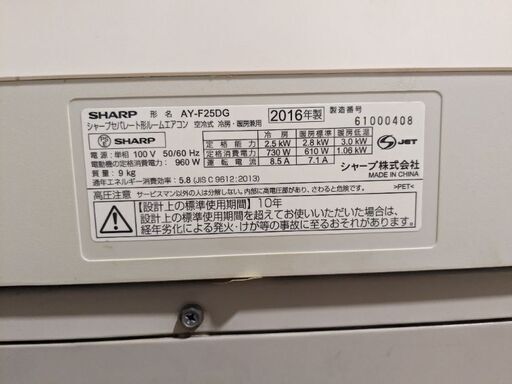 SHARP 形名 AY-F25DG 2016年製 製造番号 61000408
シャープセパレート形ルームエアコン 空冷式 冷房・暖房兼用
PS E SHARP
電源:単相 100V 50/60Hz
電動機の定格消費電力: 960W
質量: 9kg
通年エネルギー消費効率: 5.8 (JIS C 9612:2013)
冷房 暖房標準 暖房低温
定格能力 2.5 kW 2.8 kW 3.0 kW
定格消費電力 730 W 610 W 1.06 kW
運転電流 8.5 A 7.1 A
S JET
シャープ株式会社
MADE IN CHINA
高圧注意 サービスマン以外の人は分解しないでください。内部に高電圧部があり、さわると危険です。 >PET<
【設計上の標準使用期間】10年
設計上の標準使用期間を超えてお使いいただいた場合は、
経年劣化による発火・けが等の事故に至るおそれがあります。